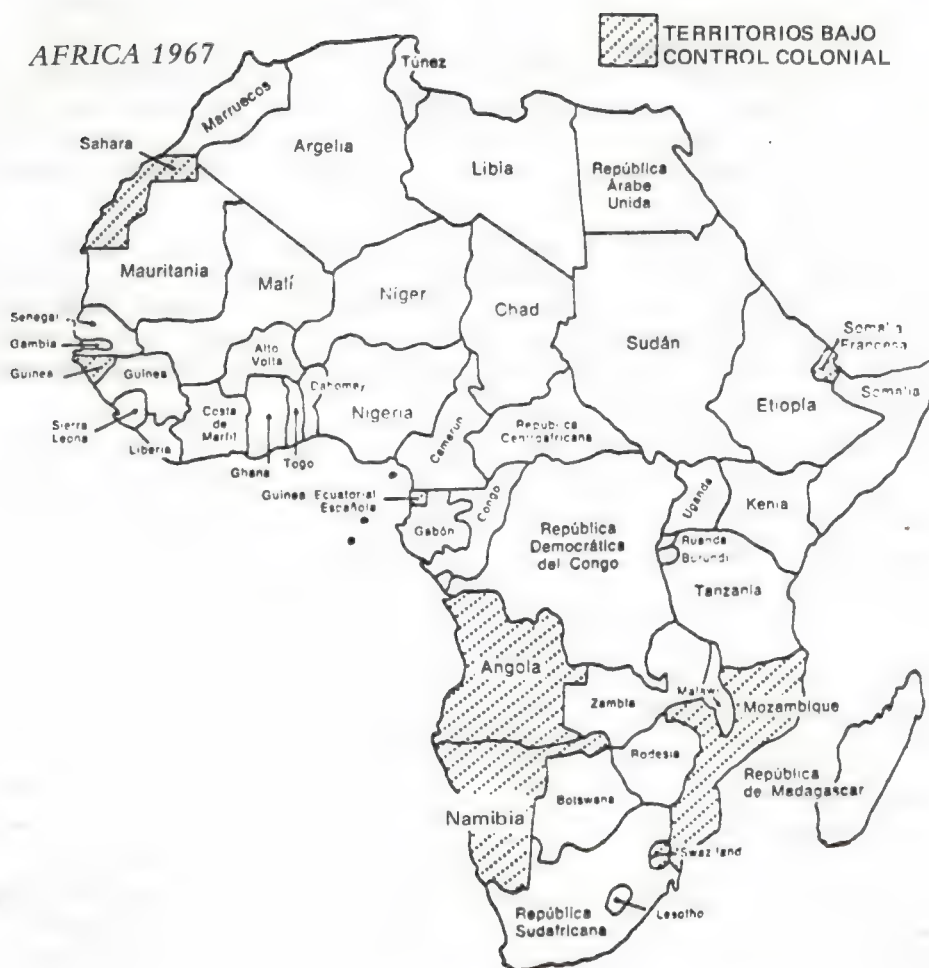 AFRICA 1967
TERRITORIOS BAJO
CONTROL COLONIAL
Túnez
Marruecos
Sahara
Argelia
Libia
República
Árabe
Unida
Mauritania
Malí
Níger
Chad
Sudán
Senegal
Gambia
Guinea
Guinea
Alto
Volta
Dahomey
Nigeria
Somalia
Francesa
Somalia
Etiopía
Sierra
Leona
Liberia
Costa
de
Marfil
Ghana
Togo
Camerún
República
Centroafricana
Guinea Ecuatorial
Española
Gabón
Congo
República
Democrática
del Congo
Uganda
Kenia
Ruanda
Burundi
Tanzania
Angola
Zambia
Malawi
Mozambique
Rodesia
República
de Madagascar
Namibia
Botswana
Swaziland
República
Sudafricana
Lesotho